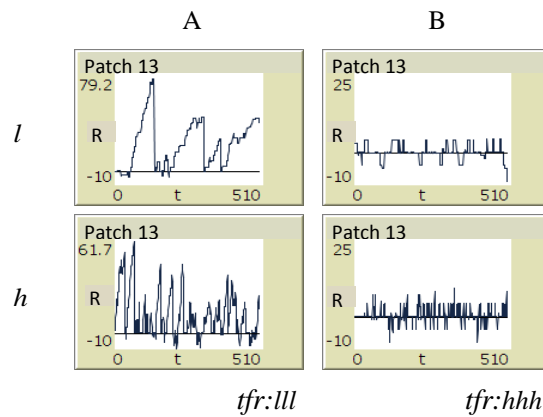 A B
Patch 13 Patch 13
79.2 25
l R R
-10 -10
0 t 510 0 t 510
Patch 13 Patch 13
61.7 25
h R R
-10 -10
0 t 510 0 t 510
tfr:lll tfr:hhh